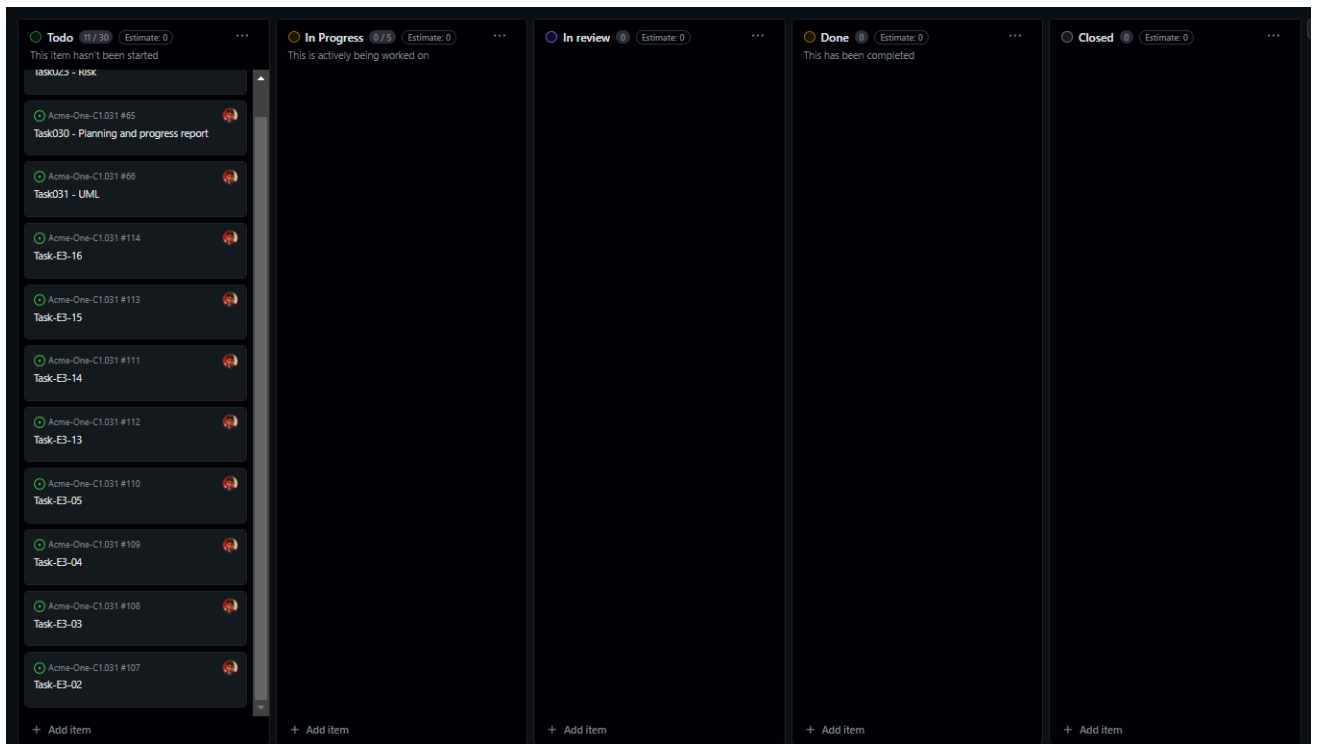 Todo 11 / 30 Estimate: 0 ...
This item hasn't been started
Task023 - Risk
Acme-One-C1.031 #65
Task030 - Planning and progress report
Acme-One-C1.031 #66
Task031 - UML
Acme-One-C1.031 #114
Task-E3-16
Acme-One-C1.031 #113
Task-E3-15
Acme-One-C1.031 #111
Task-E3-14
Acme-One-C1.031 #112
Task-E3-13
Acme-One-C1.031 #110
Task-E3-05
Acme-One-C1.031 #109
Task-E3-04
Acme-One-C1.031 #108
Task-E3-03
Acme-One-C1.031 #107
Task-E3-02
+ Add item
In Progress 0 / 5 Estimate: 0 ...
This is actively being worked on
+ Add item
In review 0 Estimate: 0 ...
+ Add item
Done 0 Estimate: 0 ...
This has been completed
+ Add item
Closed 0 Estimate: 0 ...
+ Add item